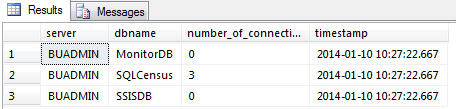 Results Messages
server dbname number_of_connecti... timestamp
1 BUADMIN MonitorDB 0 2014-01-10 10:27:22.667
2 BUADMIN SQLCensus 3 2014-01-10 10:27:22.667
3 BUADMIN SSISDB 0 2014-01-10 10:27:22.667